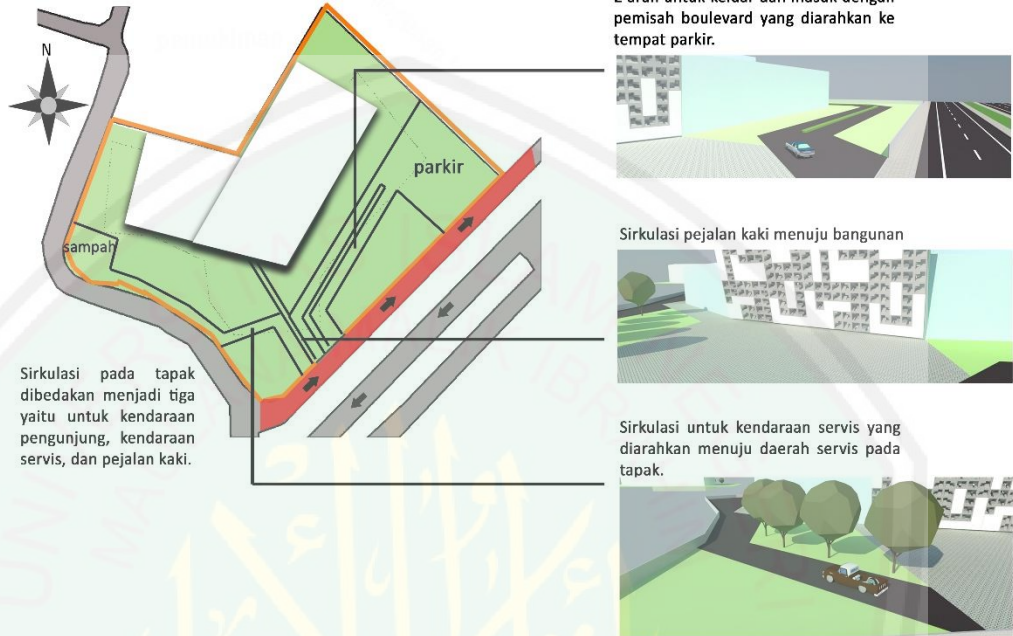 pemisah boulevard yang diarahkan ke
tempat parkir.
N
parkir
sampah
Sirkulasi pejalan kaki menuju bangunan
Sirkulasi pada tapak
dibedakan menjadi tiga
yaitu untuk kendaraan
pengunjung, kendaraan
servis, dan pejalan kaki.
Sirkulasi untuk kendaraan servis yang
diarahkan menuju daerah servis pada
tapak.